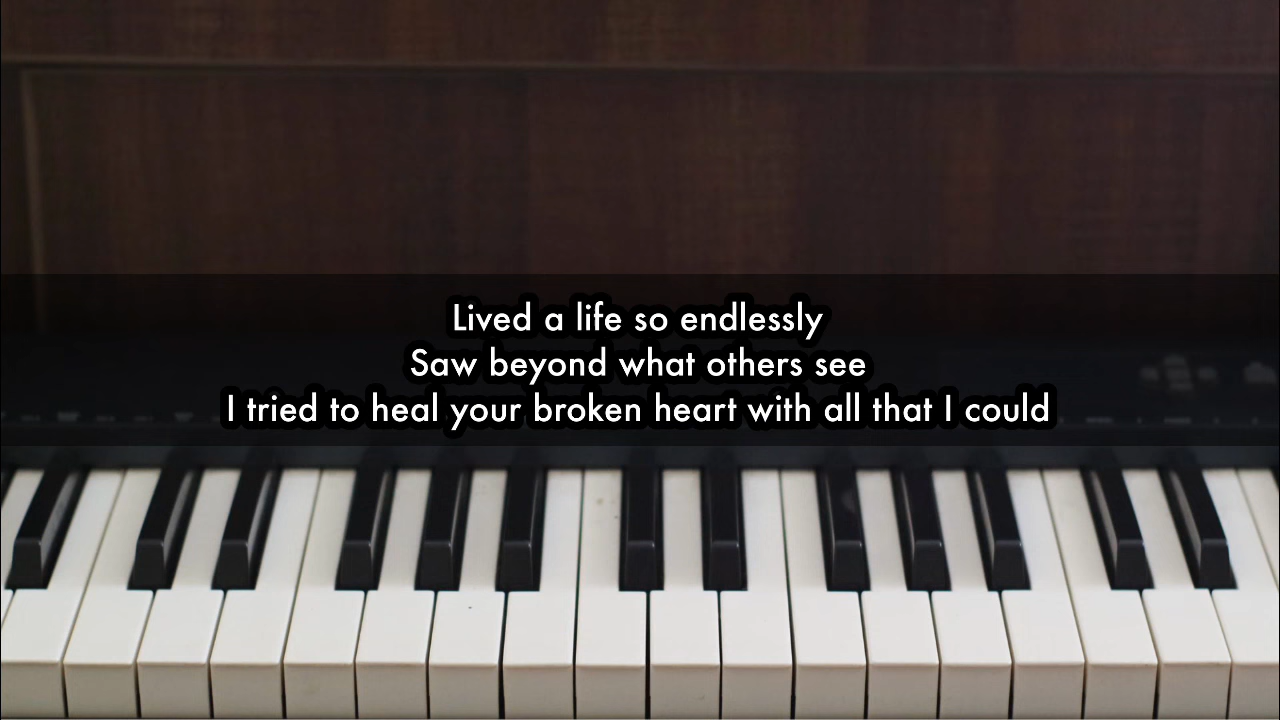 Lived a life so endlessly
Saw beyond what others see
I tried to heal your broken heart with all that I could